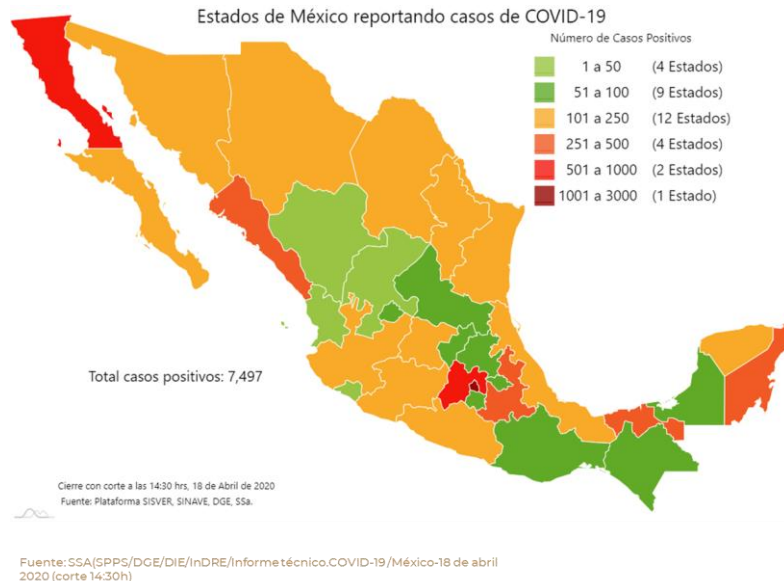 Estados de México reportando casos de COVID-19
Número de Casos Positivos
1 a 50 (4 Estados)
51 a 100 (9 Estados)
101 a 250 (12 Estados)
251 a 500 (4 Estados)
501 a 1000 (2 Estados)
1001 a 3000 (1 Estado)
Total casos positivos: 7,497
Cierre con corte a las 14:30 hrs, 18 de Abril de 2020
Fuente: Plataforma SISVER, SINAVE, DGE, SSa.
Fuente:SSA(SPPS/DGE/DIE/InDRE/Informe técnico.COVID-19/México-18 de abril
2020 (corte 14:30h)